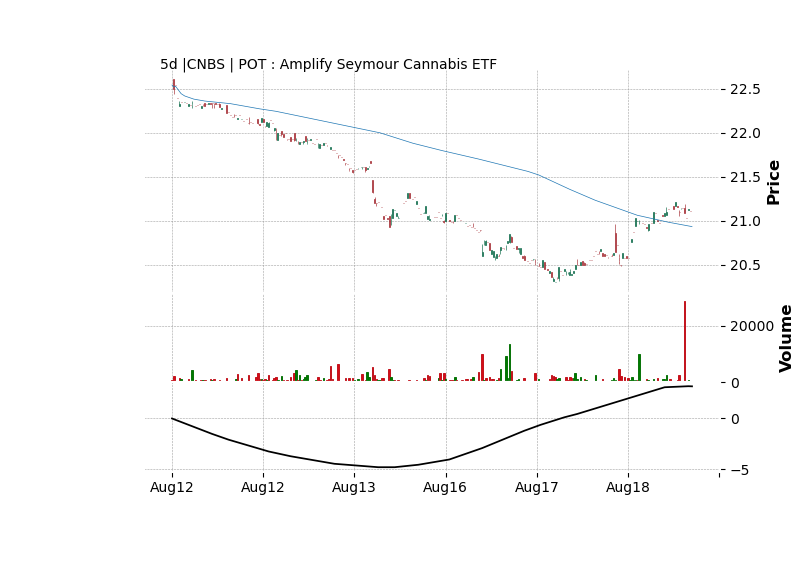 5d |CNBS | POT : Amplify Seymour Cannabis ETF
22.5
22.0
21.5
21.0
20.5
Price
20000
0
Volume
0
−5
Aug12 Aug12 Aug13 Aug16 Aug17 Aug18